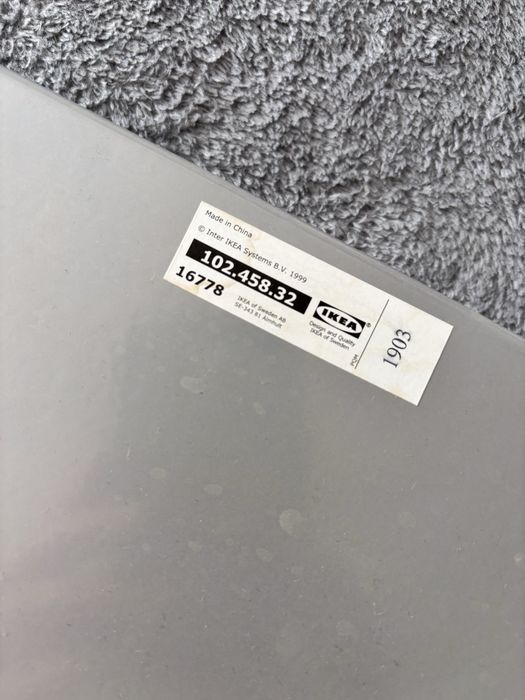 Made in China
© Inter IKEA Systems B.V. 1999
102.458.32
16778
IKEA of Sweden AB
SE-343 81 Älmhult
IKEA®
Design and Quality
IKEA of Sweden
PQM
1903